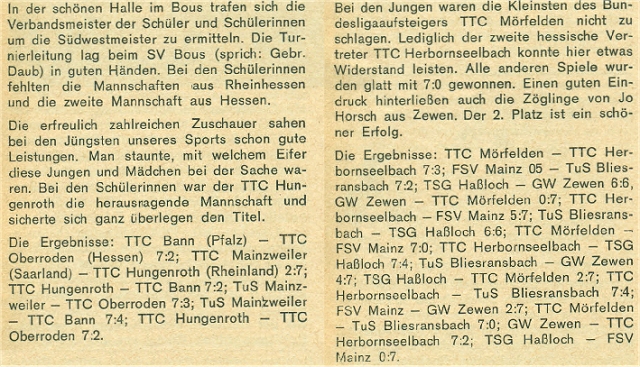 In der schönen Halle im Bous trafen sich die
Verbandsmeister der Schüler und Schülerinnen
um die Südwestmeister zu ermitteln. Die Tur-
nierleitung lag beim SV Bous (sprich: Gebr.
Daub) in guten Händen. Bei den Schülerinnen
fehlten die Mannschaften aus Rheinhessen
und die zweite Mannschaft aus Hessen.
Die erfreulich zahlreichen Zuschauer sahen
bei den Jüngsten unseres Sports schon gute
Leistungen. Man staunte, mit welchem Eifer
diese Jungen und Mädchen bei der Sache wa-
ren. Bei den Schülerinnen war der TTC Hun-
genroth die herausragende Mannschaft und
sicherte sich ganz überlegen den Titel.
Die Ergebnisse: TTC Bann (Pfalz) — TTC
Oberroden (Hessen) 7:2; TTC Mainzweiler
(Saarland) — TTC Hungenroth (Rheinland) 2:7;
TTC Hungenroth — TTC Bann 7:2; TuS Mainz-
weiler — TTC Oberroden 7:3; TuS Mainzweiler
— TTC Bann 7:4; TTC Hungenroth — TTC
Oberroden 7:2.
Bei den Jungen waren die Kleinsten des Bun-
desligaaufsteigers TTC Mörfelden nicht zu
schlagen. Lediglich der zweite hessische Ver-
treter TTC Herbornseelbach konnte hier etwas
Widerstand leisten. Alle anderen Spiele wur-
den glatt mit 7:0 gewonnen. Einen guten Ein-
druck hinterließen auch die Zöglinge von Jo
Horsch aus Zewen. Der 2. Platz ist ein schö-
ner Erfolg.
Die Ergebnisse: TTC Mörfelden — TTC Her-
bornseelbach 7:3; FSV Mainz 05 — TuS Blies-
ransbach 7:2; TSG Haßloch — GW Zewen 6:6,
GW Zewen — TTC Mörfelden 0:7; TTC Her-
bornseelbach — FSV Mainz 5:7; TuS Bliesrans-
bach — TSG Haßloch 6:6; TTC Mörfelden —
FSV Mainz 7:0; TTC Herbornseelbach — TSG
Haßloch 7:4; TuS Bliesransbach — GW Zewen
4:7; TSG Haßloch — TTC Mörfelden 2:7; TTC
Herbornseelbach — TuS Bliesransbach 7:4;
FSV Mainz — GW Zewen 2:7; TTC Mörfelden
— TuS Bliesransbach 7:0; GW Zewen — TTC
Herbornseelbach 7:2; TSG Haßloch — FSV
Mainz 0:7.